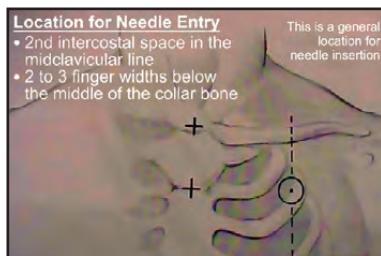 Location for Needle Entry
• 2nd intercostal space in the
midclavicular line
• 2 to 3 finger widths below
the middle of the collar bone
This is a general
location for
needle insertion